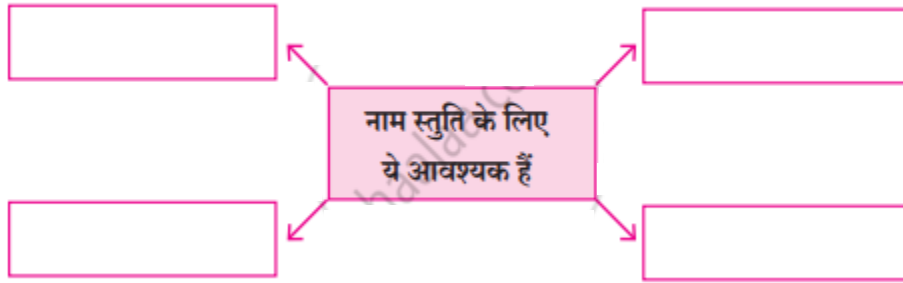 नाम स्तुति के लिए
ये आवश्यक हैं